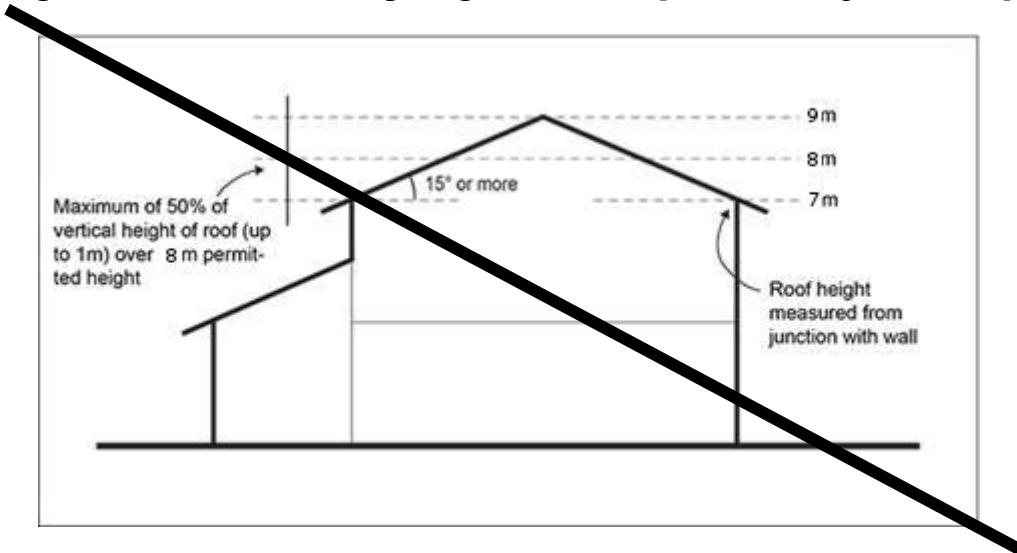 9m
8m
15° or more
7m
Maximum of 50% of
vertical height of roof (up
to 1m) over 8 m permit-
ted height
Roof height
measured from
junction with wall